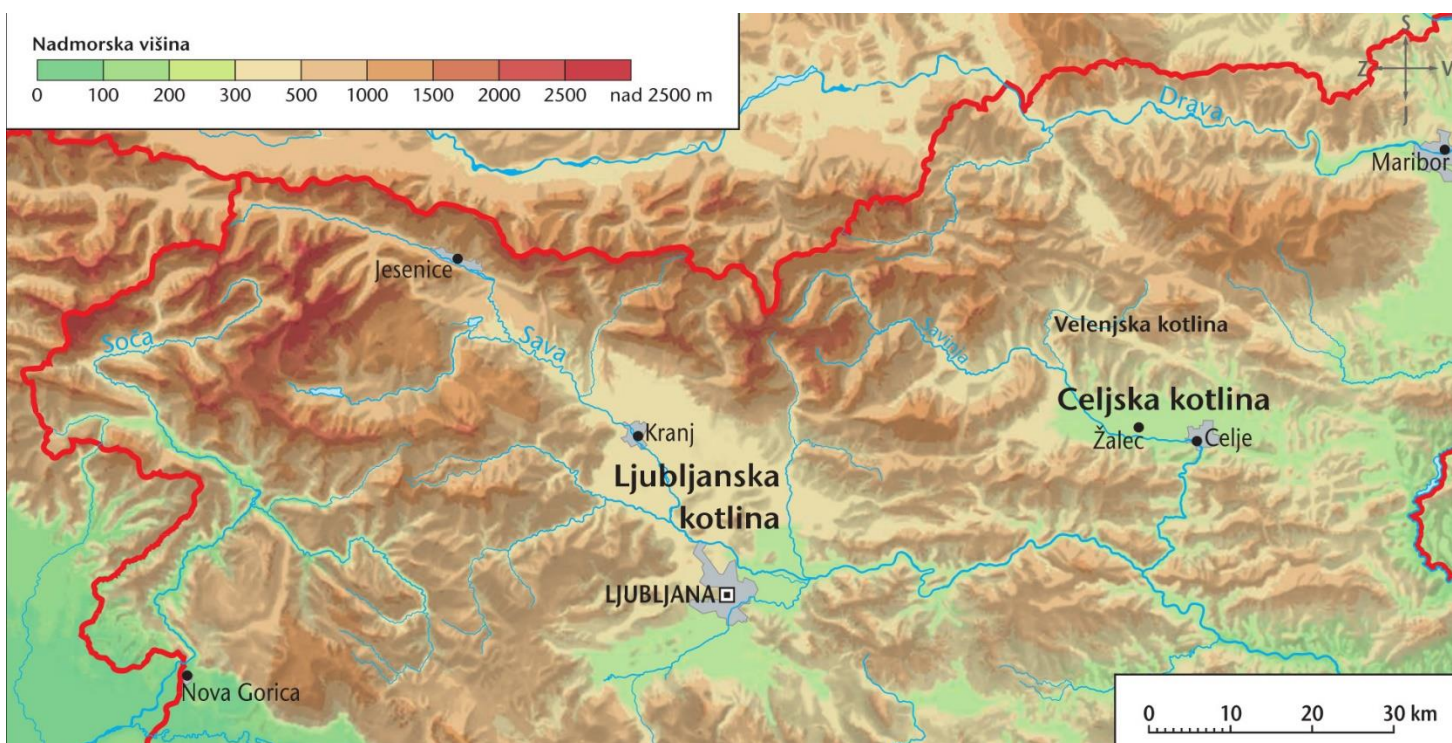 Nadmorska višina
0 100 200 300 500 1000 1500 2000 2500 nad 2500 m
S
Z V
J
Drava
Maribor
Jesenice
Soča
Sava
Savinja
Velenjska kotlina
Celjska kotlina
Žalec
Celje
Kranj
Ljubljanska
kotlina
LJUBLJANA
Nova Gorica
0 10 20 30 km